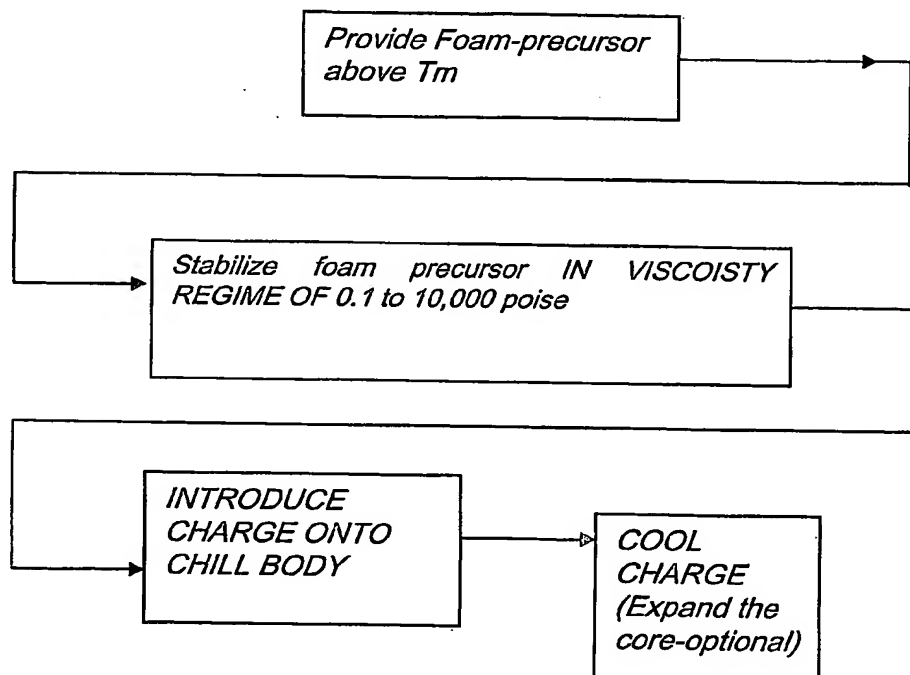 Provide Foam-precursor
above Tm
Stabilize foam precursor IN VISCOISTY
REGIME OF 0.1 to 10,000 poise
INTRODUCE
CHARGE ONTO
CHILL BODY
COOL
CHARGE
(Expand the
core-optional)